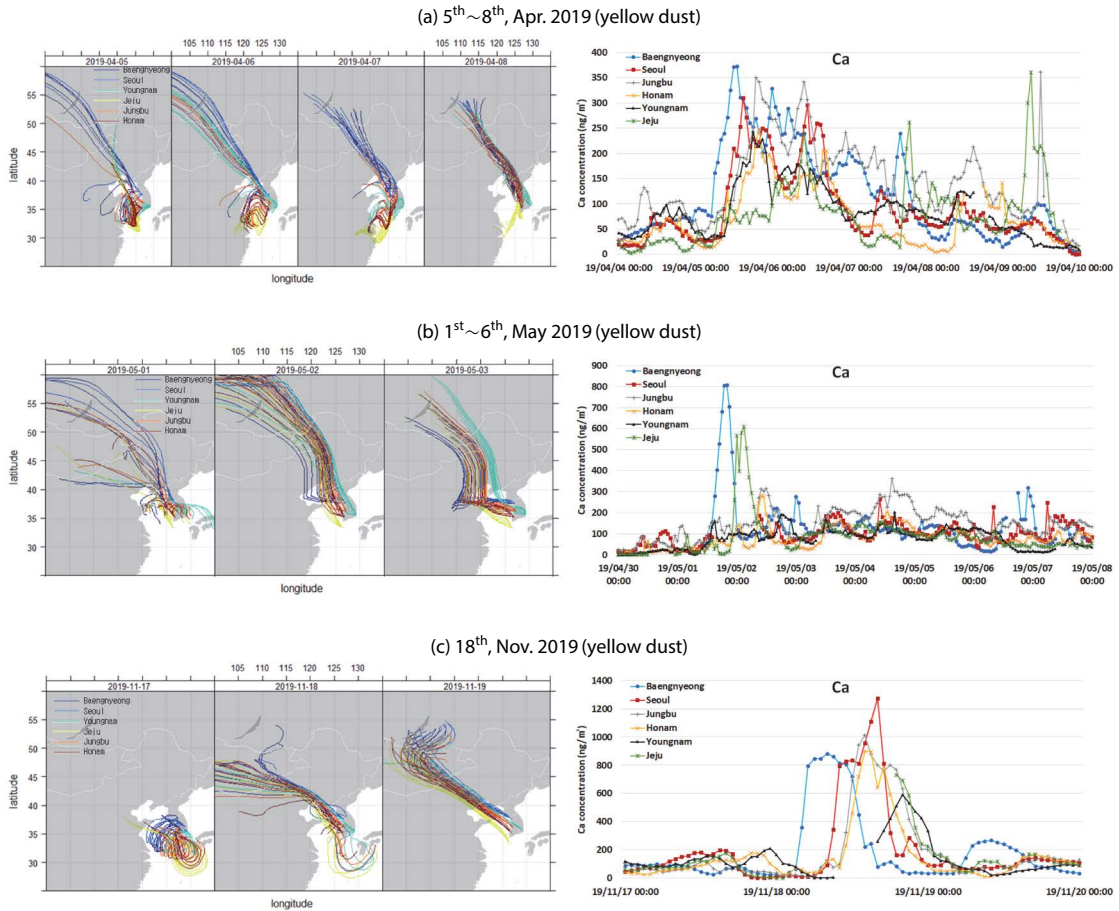 (a) 5th~8th, Apr. 2019 (yellow dust)
105 110 115 120 125 130 105 110 115 120 125 130
2019-04-05 2019-04-06 2019-04-07 2019-04-08
Baengnyeong
Seoul
Youngnam
Jeju
Jungbu
Honam
55
50
45
40
35
30
latitude
longitude
Ca
Baengnyeong
Seoul
Jungbu
Honam
Youngnam
Jeju
Ca concentration (ng/m³)
400
350
300
250
200
150
100
50
0
19/04/04 00:00 19/04/05 00:00 19/04/06 00:00 19/04/07 00:00 19/04/08 00:00 19/04/09 00:00 19/04/10 00:00
(b) 1st~6th, May 2019 (yellow dust)
105 110 115 120 125 130
2019-05-01 2019-05-02 2019-05-03
Baengnyeong
Seoul
Youngnam
Jeju
Jungbu
Honam
55
50
45
40
35
30
latitude
longitude
Ca
Baengnyeong
Seoul
Jungbu
Honam
Youngnam
Jeju
Ca concentration (ng/m³)
900
800
700
600
500
400
300
200
100
0
19/04/30 19/05/01 19/05/02 19/05/03 19/05/04 19/05/05 19/05/06 19/05/07 19/05/08
00:00 00:00 00:00 00:00 00:00 00:00 00:00 00:00 00:00
(c) 18th, Nov. 2019 (yellow dust)
105 110 115 120 125 130
2019-11-17 2019-11-18 2019-11-19
Baengnyeong
Seoul
Youngnam
Jeju
Jungbu
Honam
55
50
45
40
35
30
latitude
longitude
Ca
Baengnyeong
Seoul
Jungbu
Honam
Youngnam
Jeju
Ca concentration (ng/m³)
1400
1200
1000
800
600
400
200
0
19/11/17 00:00 19/11/18 00:00 19/11/19 00:00 19/11/20 00:00